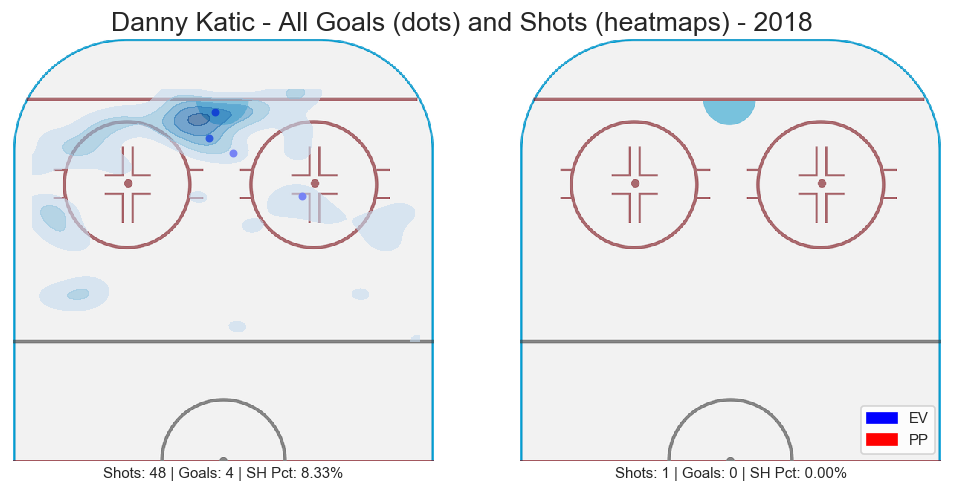 Danny Katic - All Goals (dots) and Shots (heatmaps) - 2018
EV
PP
Shots: 48 | Goals: 4 | SH Pct: 8.33%
Shots: 1 | Goals: 0 | SH Pct: 0.00%